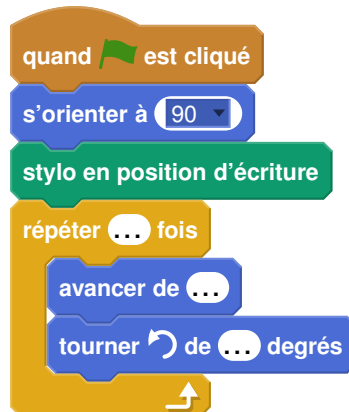 quand est cliqué
s’orienter à 90
stylo en position d’écriture
répéter ... fois
avancer de ...
tourner de ... degrés